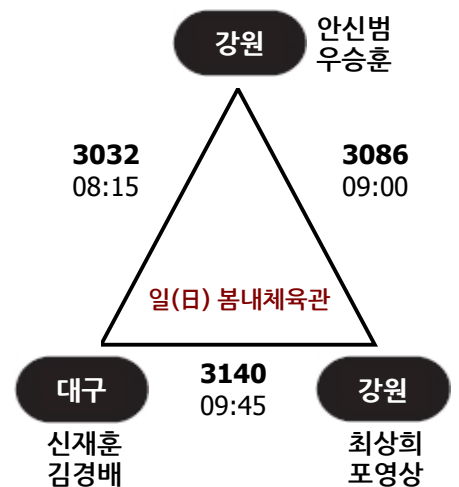 강원
안신범
우승훈
3032
08:15
3086
09:00
일(日) 봄내체육관
대구
3140
09:45
강원
신재훈
김경배
최상희
포영상